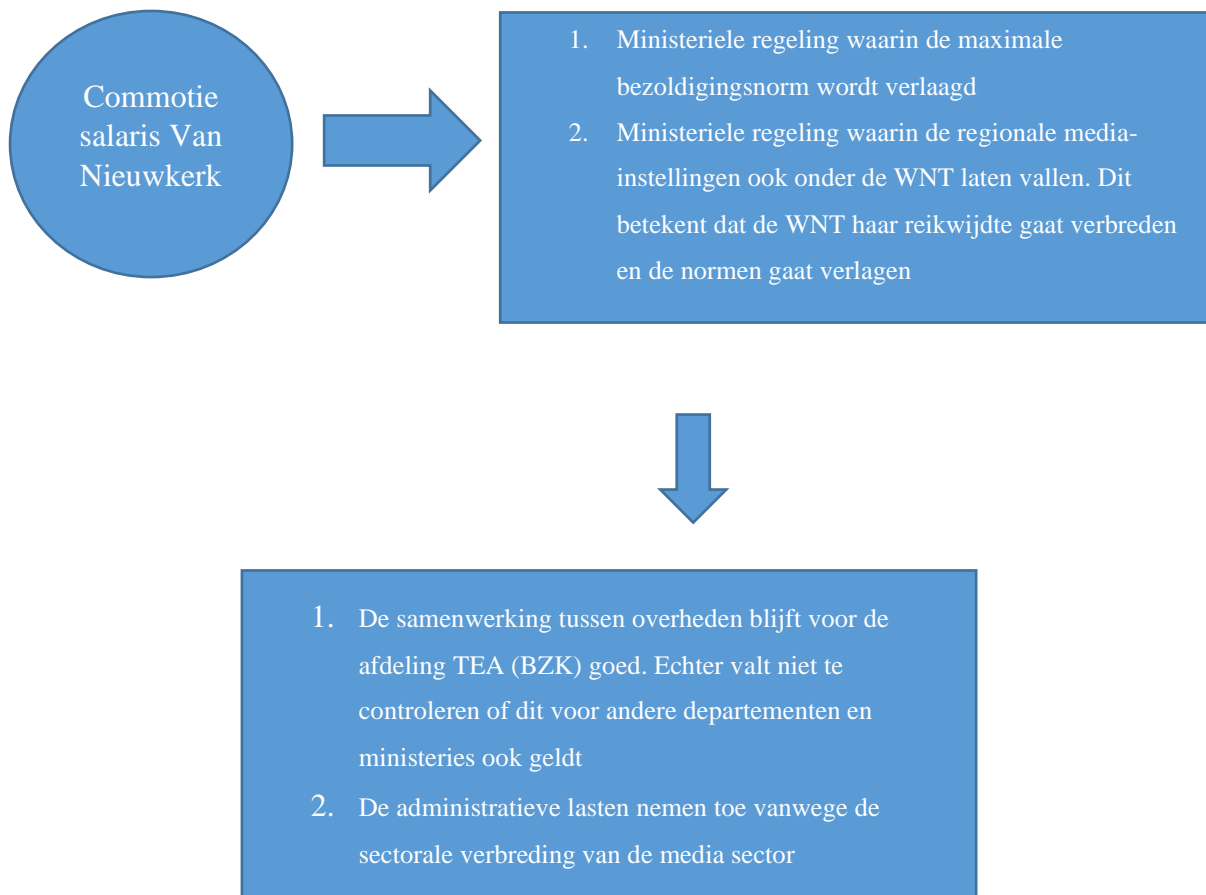 Commotie
salaris Van
Nieuwkerk
1. Ministeriele regeling waarin de maximale
bezoldigingsnorm wordt verlaagd
2. Ministeriele regeling waarin de regionale media-
instellingen ook onder de WNT laten vallen. Dit
betekent dat de WNT haar reikwijdte gaat verbreden
en de normen gaat verlagen
1. De samenwerking tussen overheden blijft voor de
afdeling TEA (BZK) goed. Echter valt niet te
controleren of dit voor andere departementen en
ministeries ook geldt
2. De administratieve lasten nemen toe vanwege de
sectorale verbreding van de media sector